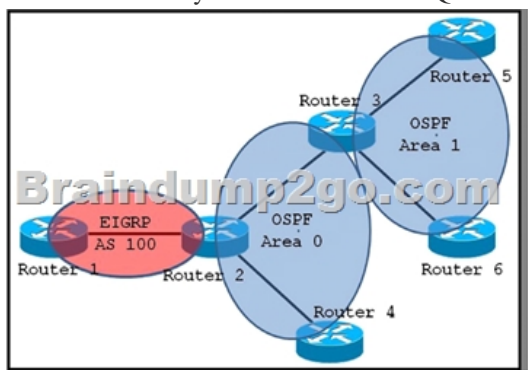 Router 5
Router 3
OSPF
Area 1
Braindump2go.com
EIGRP
AS 100
OSPF
Area 0
Router 1
Router 2
Router 6
Router 4